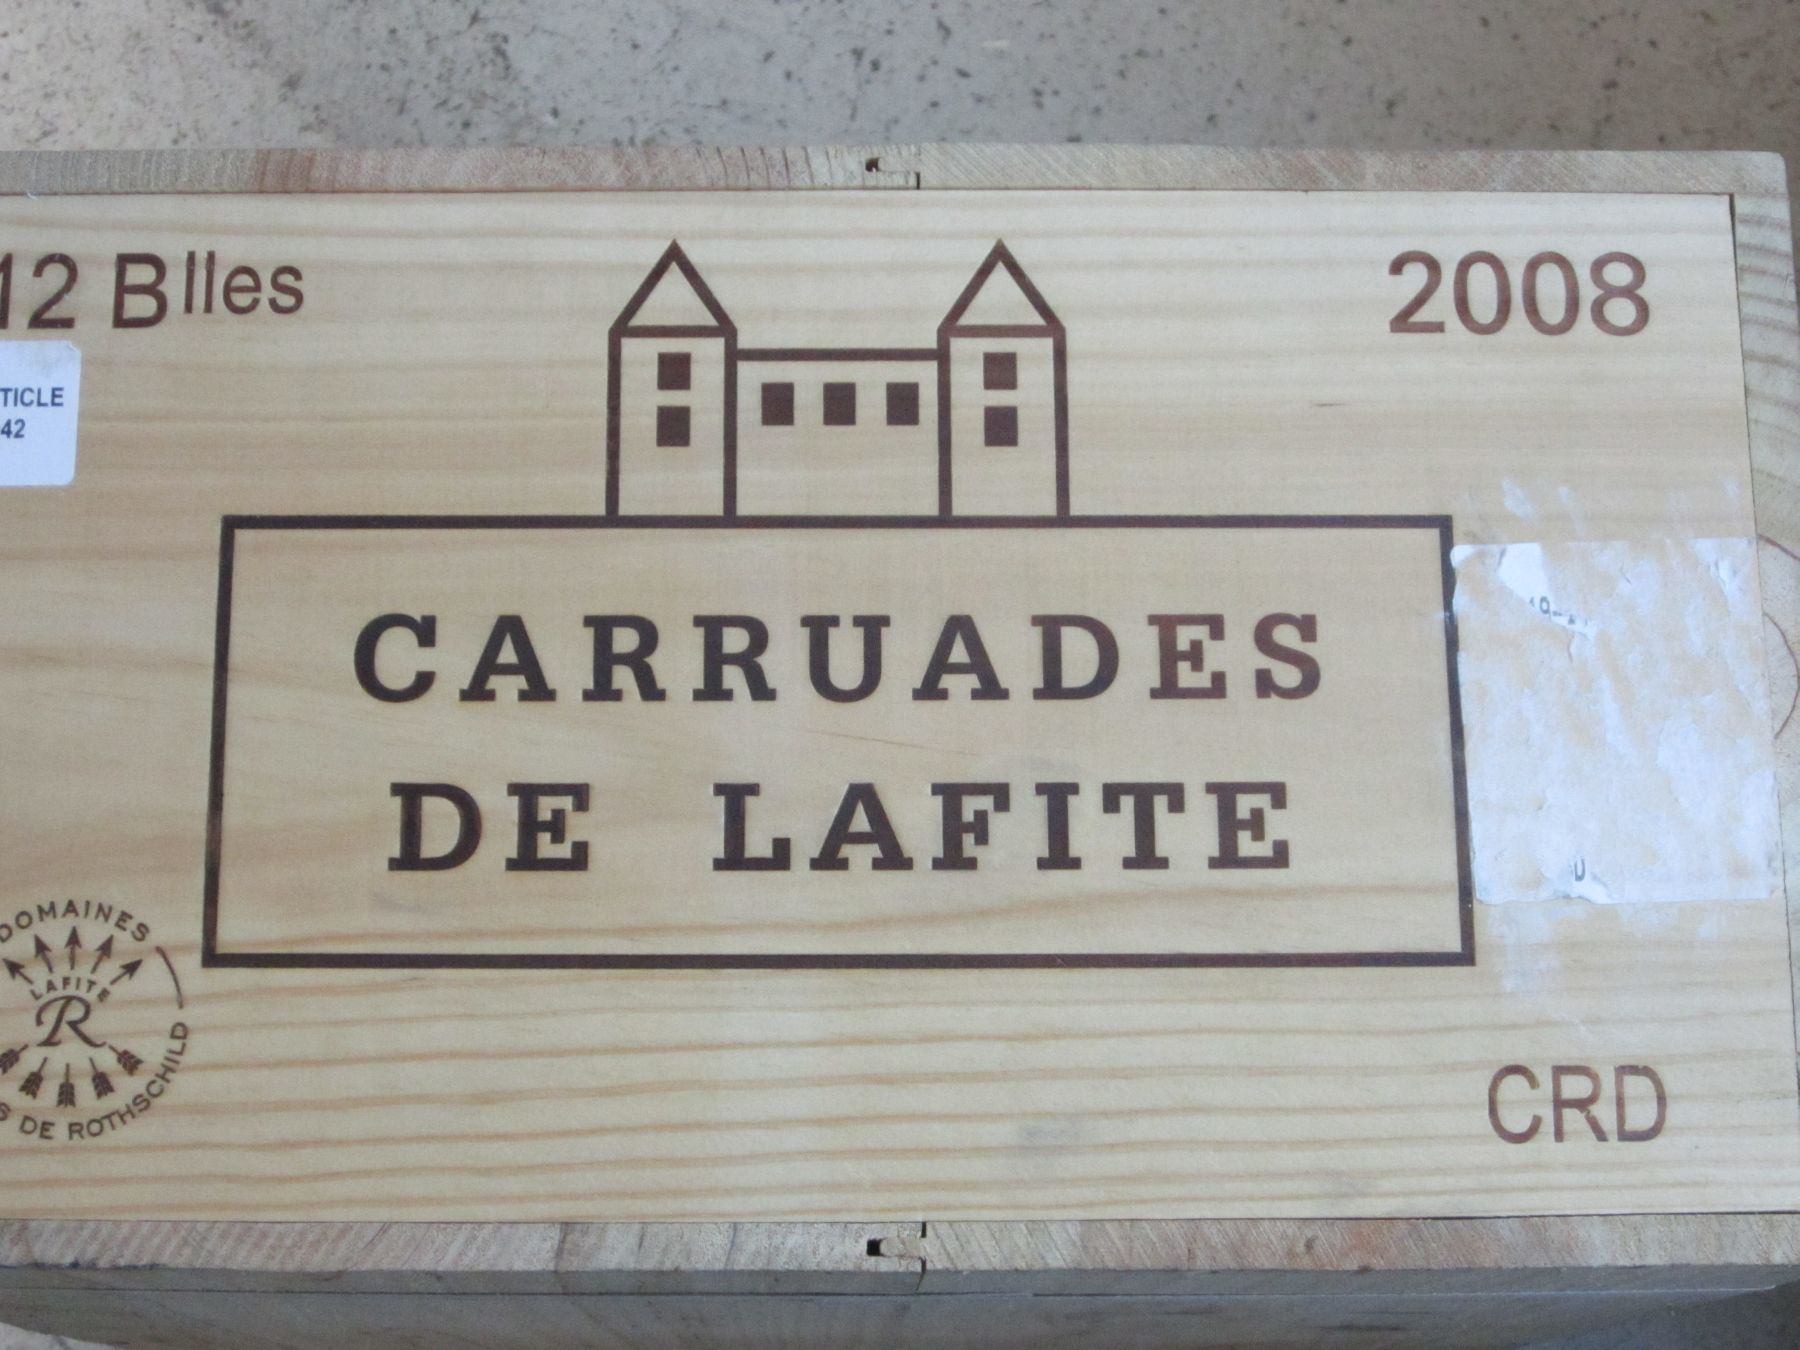 12 Blles
2008
TICLE
42
CARRUADES
DE LAFITE
DOMAINES
LAFITE
R
S DE ROTHSCHILD
CRD